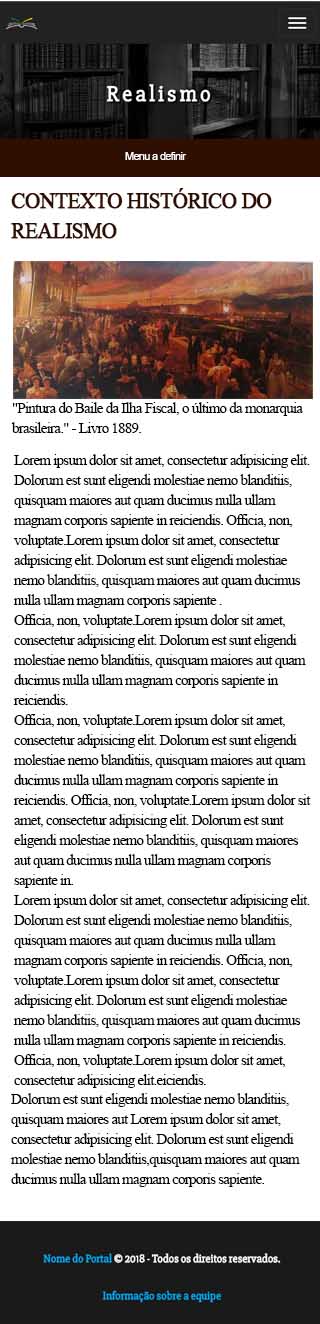 Realismo
Menu a definir
CONTEXTO HISTÓRICO DO
REALISMO
"Pintura do Baile da Ilha Fiscal, o último da monarquia
brasileira." - Livro 1889.
Lorem ipsum dolor sit amet, consectetur adipisicing elit.
Dolorum est sunt eligendi molestiae nemo blanditiis,
quisquam maiores aut quam ducimus nulla ullam
magnam corporis sapiente in reiciendis. Officia, non,
voluptate.Lorem ipsum dolor sit amet, consectetur
adipisicing elit. Dolorum est sunt eligendi molestiae
nemo blanditiis, quisquam maiores aut quam ducimus
nulla ullam magnam corporis sapiente .
Officia, non, voluptate.Lorem ipsum dolor sit amet,
consectetur adipisicing elit. Dolorum est sunt eligendi
molestiae nemo blanditiis, quisquam maiores aut quam
ducimus nulla ullam magnam corporis sapiente in
reiciendis.
Officia, non, voluptate.Lorem ipsum dolor sit amet,
consectetur adipisicing elit. Dolorum est sunt eligendi
molestiae nemo blanditiis, quisquam maiores aut quam
ducimus nulla ullam magnam corporis sapiente in
reiciendis. Officia, non, voluptate.Lorem ipsum dolor sit
amet, consectetur adipisicing elit. Dolorum est sunt
eligendi molestiae nemo blanditiis, quisquam maiores
aut quam ducimus nulla ullam magnam corporis
sapiente in.
Lorem ipsum dolor sit amet, consectetur adipisicing elit.
Dolorum est sunt eligendi molestiae nemo blanditiis,
quisquam maiores aut quam ducimus nulla ullam
magnam corporis sapiente in reiciendis. Officia, non,
voluptate.Lorem ipsum dolor sit amet, consectetur
adipisicing elit. Dolorum est sunt eligendi molestiae
nemo blanditiis, quisquam maiores aut quam ducimus
nulla ullam magnam corporis sapiente in reiciendis.
Officia, non, voluptate.Lorem ipsum dolor sit amet,
consectetur adipisicing elit.eiciendis.
Dolorum est sunt eligendi molestiae nemo blanditiis,
quisquam maiores aut Lorem ipsum dolor sit amet,
consectetur adipisicing elit. Dolorum est sunt eligendi
molestiae nemo blanditiis,quisquam maiores aut quam
ducimus nulla ullam magnam corporis sapiente.
Nome do Portal © 2018 - Todos os direitos reservados.
Informação sobre a equipe